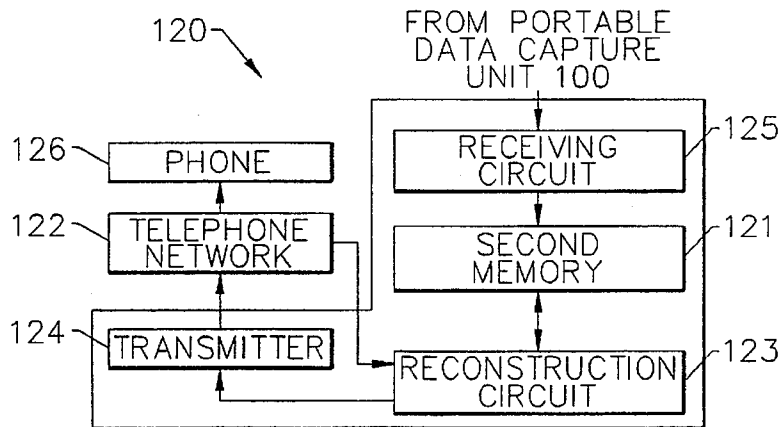 120
FROM PORTABLE
DATA CAPTURE
UNIT 100
126
PHONE
RECEIVING
CIRCUIT
125
122
TELEPHONE
NETWORK
SECOND
MEMORY
121
124
TRANSMITTER
RECONSTRUCTION
CIRCUIT
123